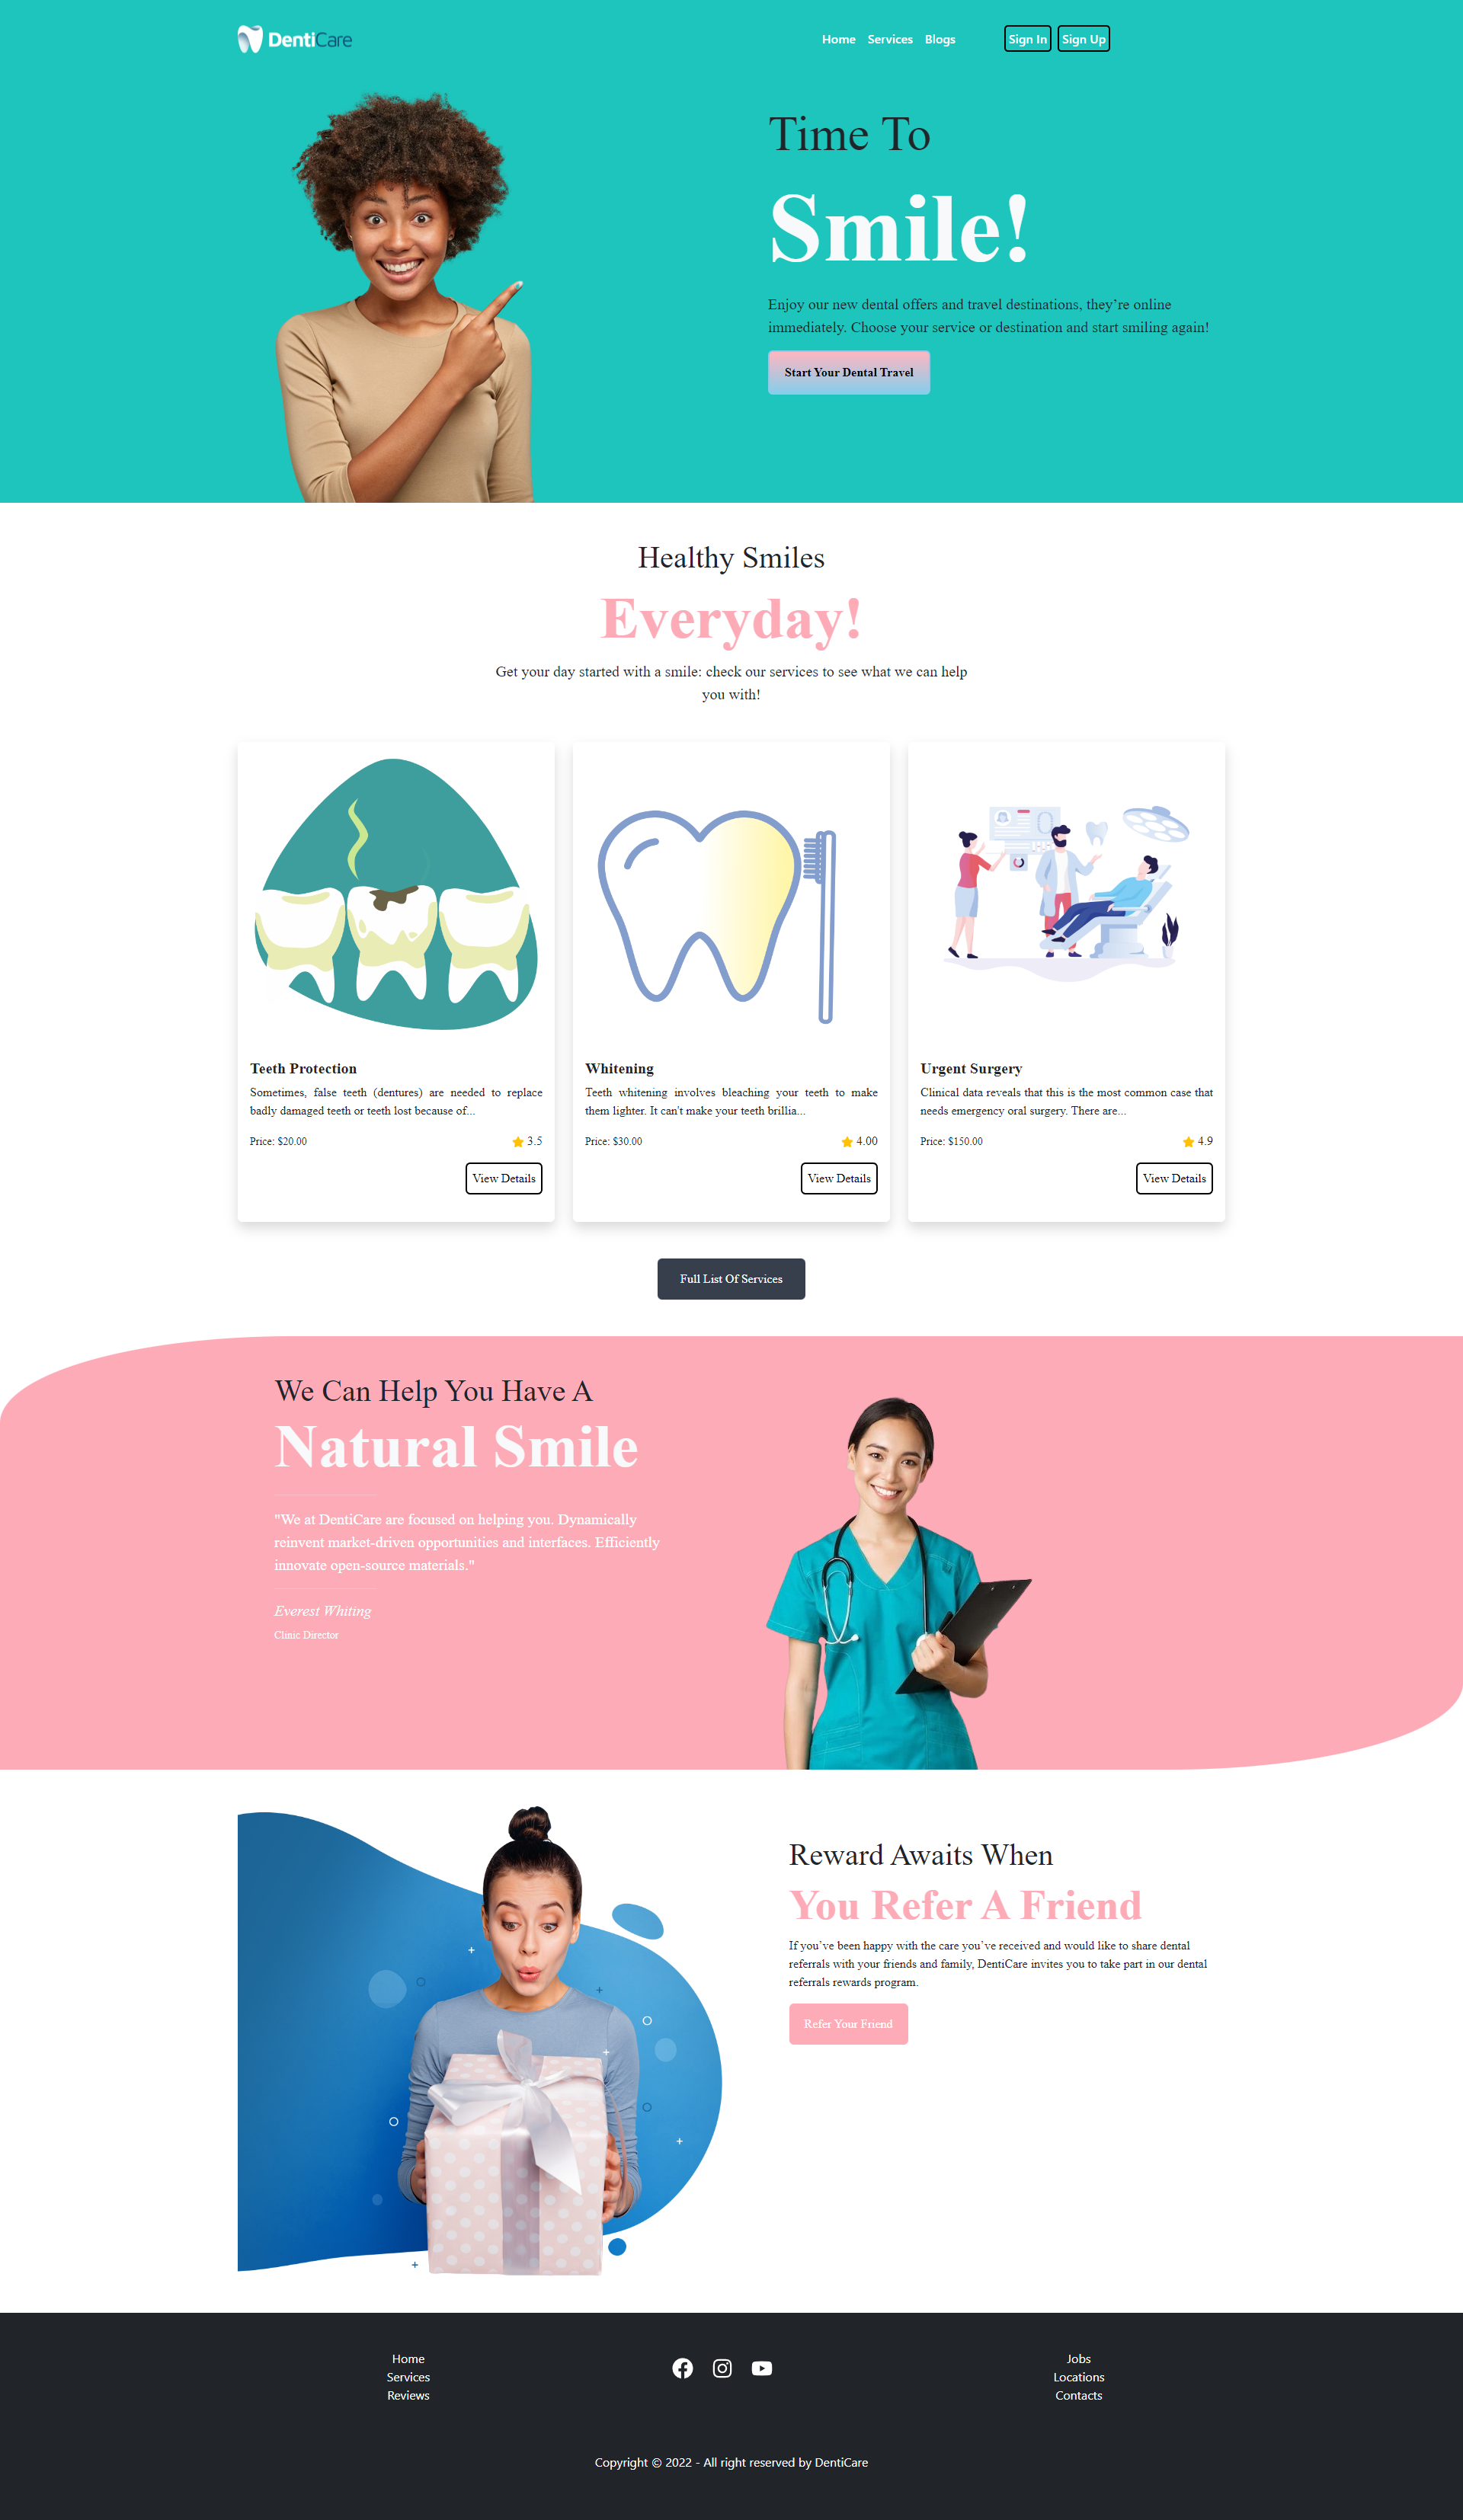 DentiCare
Home Services Blogs Sign In Sign Up
Time To
Smile!
Enjoy our new dental offers and travel destinations, they’re online
immediately. Choose your service or destination and start smiling again!
Start Your Dental Travel
Healthy Smiles
Everyday!
Get your day started with a smile: check our services to see what we can help
you with!
Teeth Protection
Sometimes, false teeth (dentures) are needed to replace
badly damaged teeth or teeth lost because of...
Price: $20.00 3.5
View Details
Whitening
Teeth whitening involves bleaching your teeth to make
them lighter. It can't make your teeth brillia...
Price: $30.00 4.00
View Details
Urgent Surgery
Clinical data reveals that this is the most common case that
needs emergency oral surgery. There are...
Price: $150.00 4.9
View Details
Full List Of Services
We Can Help You Have A
Natural Smile
"We at DentiCare are focused on helping you. Dynamically
reinvent market-driven opportunities and interfaces. Efficiently
innovate open-source materials."
Everest Whiting
Clinic Director
Reward Awaits When
You Refer A Friend
If you’ve been happy with the care you’ve received and would like to share dental
referrals with your friends and family, DentiCare invites you to take part in our dental
referrals rewards program.
Refer Your Friend
Home
Services
Reviews
Jobs
Locations
Contacts
Copyright © 2022 - All right reserved by DentiCare